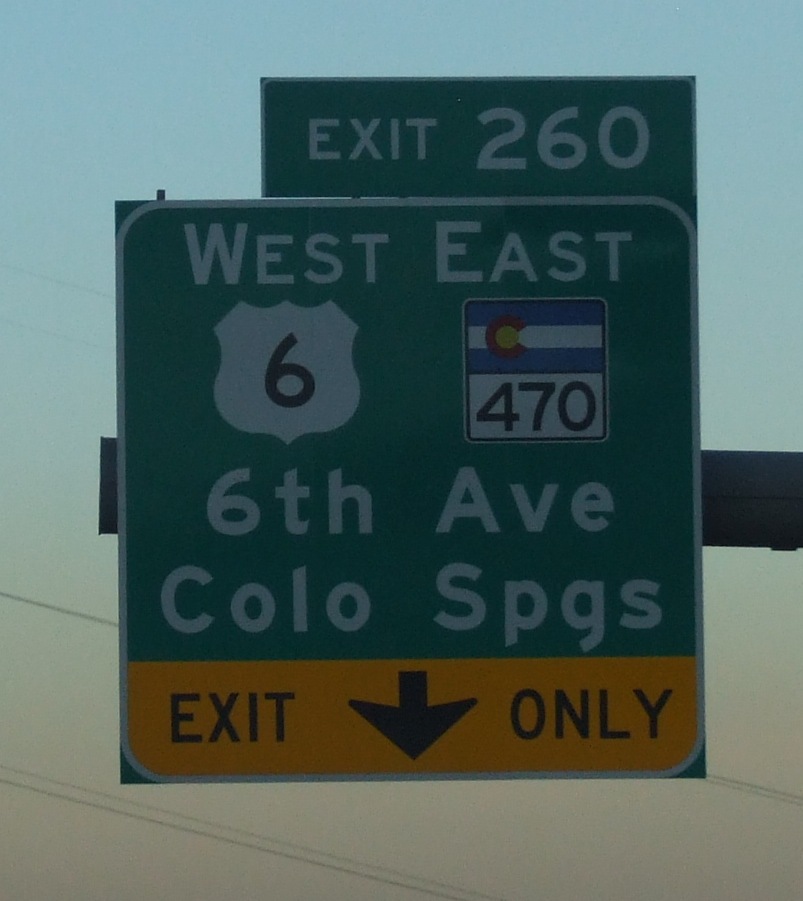 EXIT 260
WEST EAST
6 470
6th Ave
Colo Spgs
EXIT ONLY